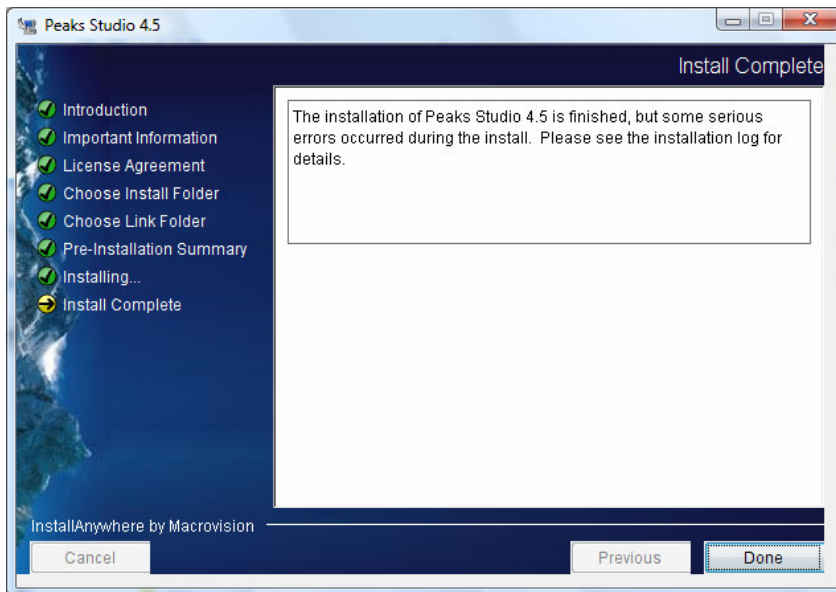 Peaks Studio 4.5
Install Complete
Introduction
Important Information
License Agreement
Choose Install Folder
Choose Link Folder
Pre-Installation Summary
Installing...
Install Complete
The installation of Peaks Studio 4.5 is finished, but some serious
errors occurred during the install.  Please see the installation log for
details.
InstallAnywhere by Macrovision
Cancel
Previous
Done